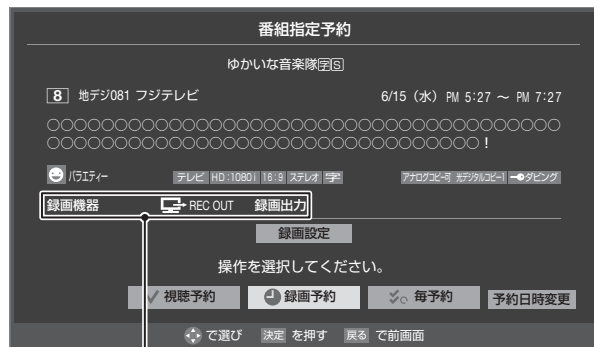 番組指定予約
ゆかいな音楽隊字S
8 地デジ081 フジテレビ 6/15（水） PM 5:27 ～ PM 7:27
○○○○○○○○○○○○○○○○○○○○○○○○○○○○○○○○○○
○○○○○○○○○○○○○○○○○○○○○○○○○○○○○！
バラエティー テレビ HD:1080i 16:9 ステレオ 字 アナログコピー可 光デジタルコピー1 ダビング
録画機器 REC OUT 録画出力
録画設定
操作を選択してください。
視聴予約 録画予約 毎予約 予約日時変更
で選び 決定 を押す 戻る で前画面